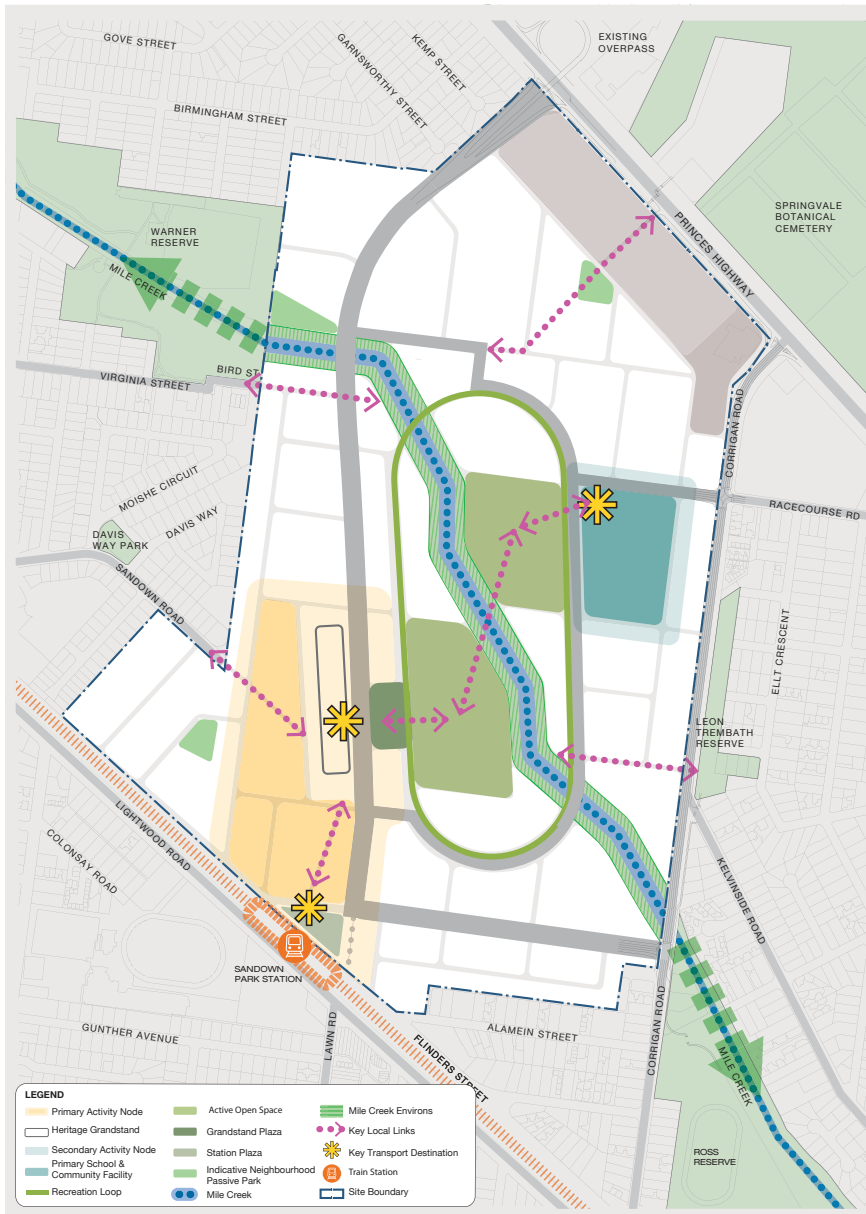 GOVE STREET
KEMP STREET
GARNSWORTHY STREET
EXISTING
OVERPASS
BIRMINGHAM STREET
WARNER
RESERVE
MILE CREEK
SPRINGVALE
BOTANICAL
CEMETERY
PRINCES HIGHWAY
BIRD ST
VIRGINIA STREET
CORRIGAN ROAD
MOISHE CIRCUIT
DAVIS WAY
DAVIS
WAY PARK
SANDOWN ROAD
RACECOURSE RD
ELLT CRESCENT
LEON
TREMBATH
RESERVE
LIGHTWOOD ROAD
COLONSAY ROAD
KELVINSIDE ROAD
SANDOWN
PARK STATION
GUNTHER AVENUE
LAWN RD
FLINDERS STREET
ALAMEIN STREET
CORRIGAN ROAD
MILE CREEK
ROSS
RESERVE
LEGEND
Primary Activity Node
Heritage Grandstand
Secondary Activity Node
Primary School &
Community Facility
Recreation Loop
Active Open Space
Grandstand Plaza
Station Plaza
Indicative Neighbourhood
Passive Park
Mile Creek
Mile Creek Environs
Key Local Links
Key Transport Destination
Train Station
Site Boundary